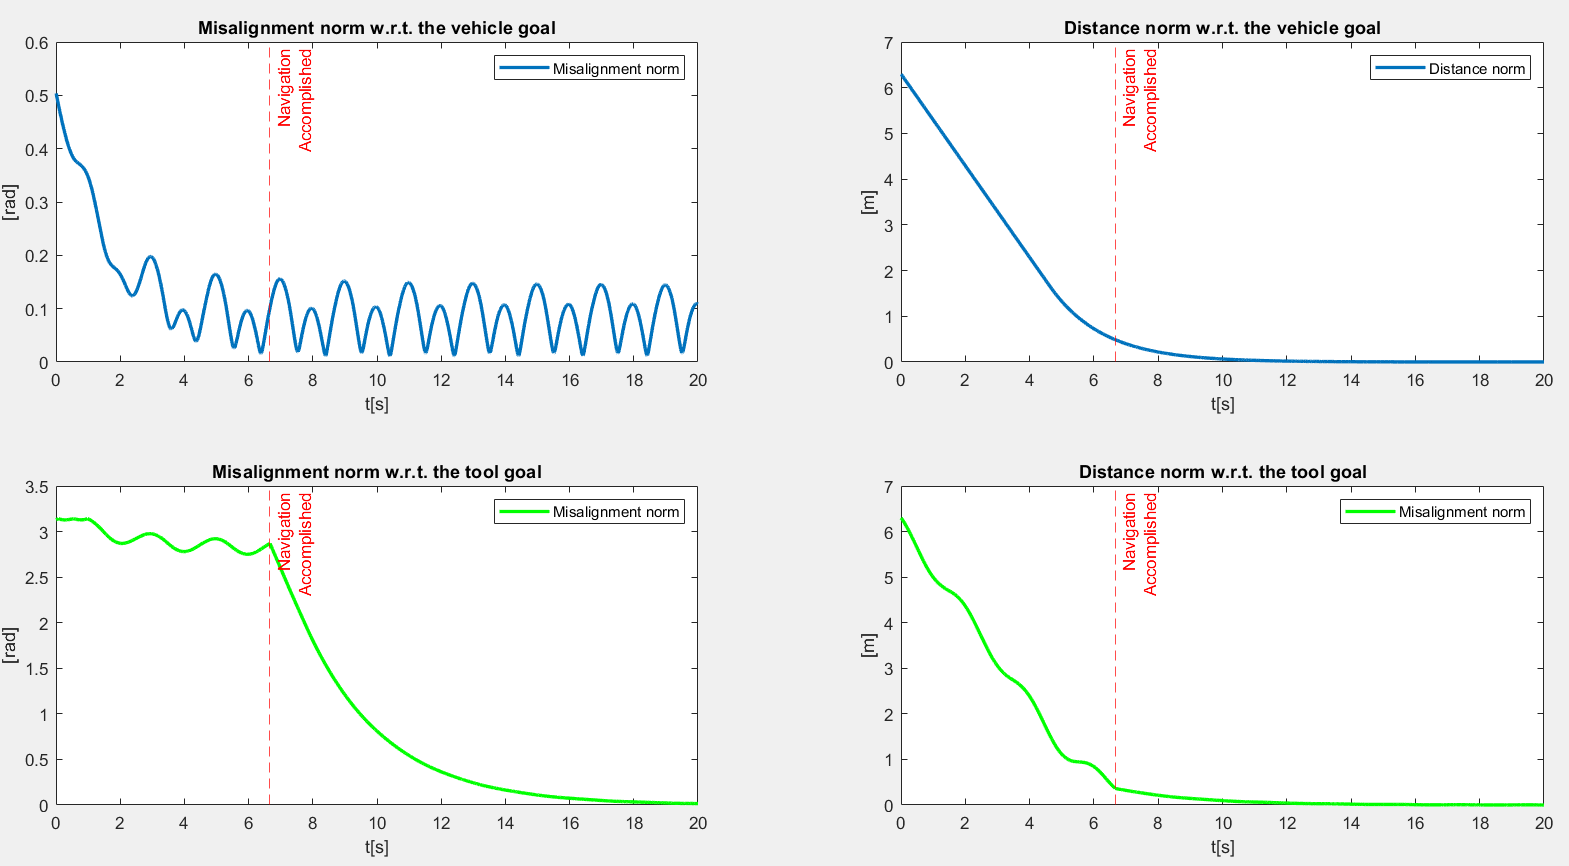 Misalignment norm w.r.t. the vehicle goal
0.6
0.5
0.4
0.3
0.2
0.1
0
[rad]
Navigation
Accomplished
Misalignment norm
0 2 4 6 8 10 12 14 16 18 20
t[s]
Distance norm w.r.t. the vehicle goal
7
6
5
4
3
2
1
0
[m]
Navigation
Accomplished
Distance norm
0 2 4 6 8 10 12 14 16 18 20
t[s]
Misalignment norm w.r.t. the tool goal
3.5
3
2.5
2
1.5
1
0.5
0
[rad]
Navigation
Accomplished
Misalignment norm
0 2 4 6 8 10 12 14 16 18 20
t[s]
Distance norm w.r.t. the tool goal
7
6
5
4
3
2
1
0
[m]
Navigation
Accomplished
Misalignment norm
0 2 4 6 8 10 12 14 16 18 20
t[s]